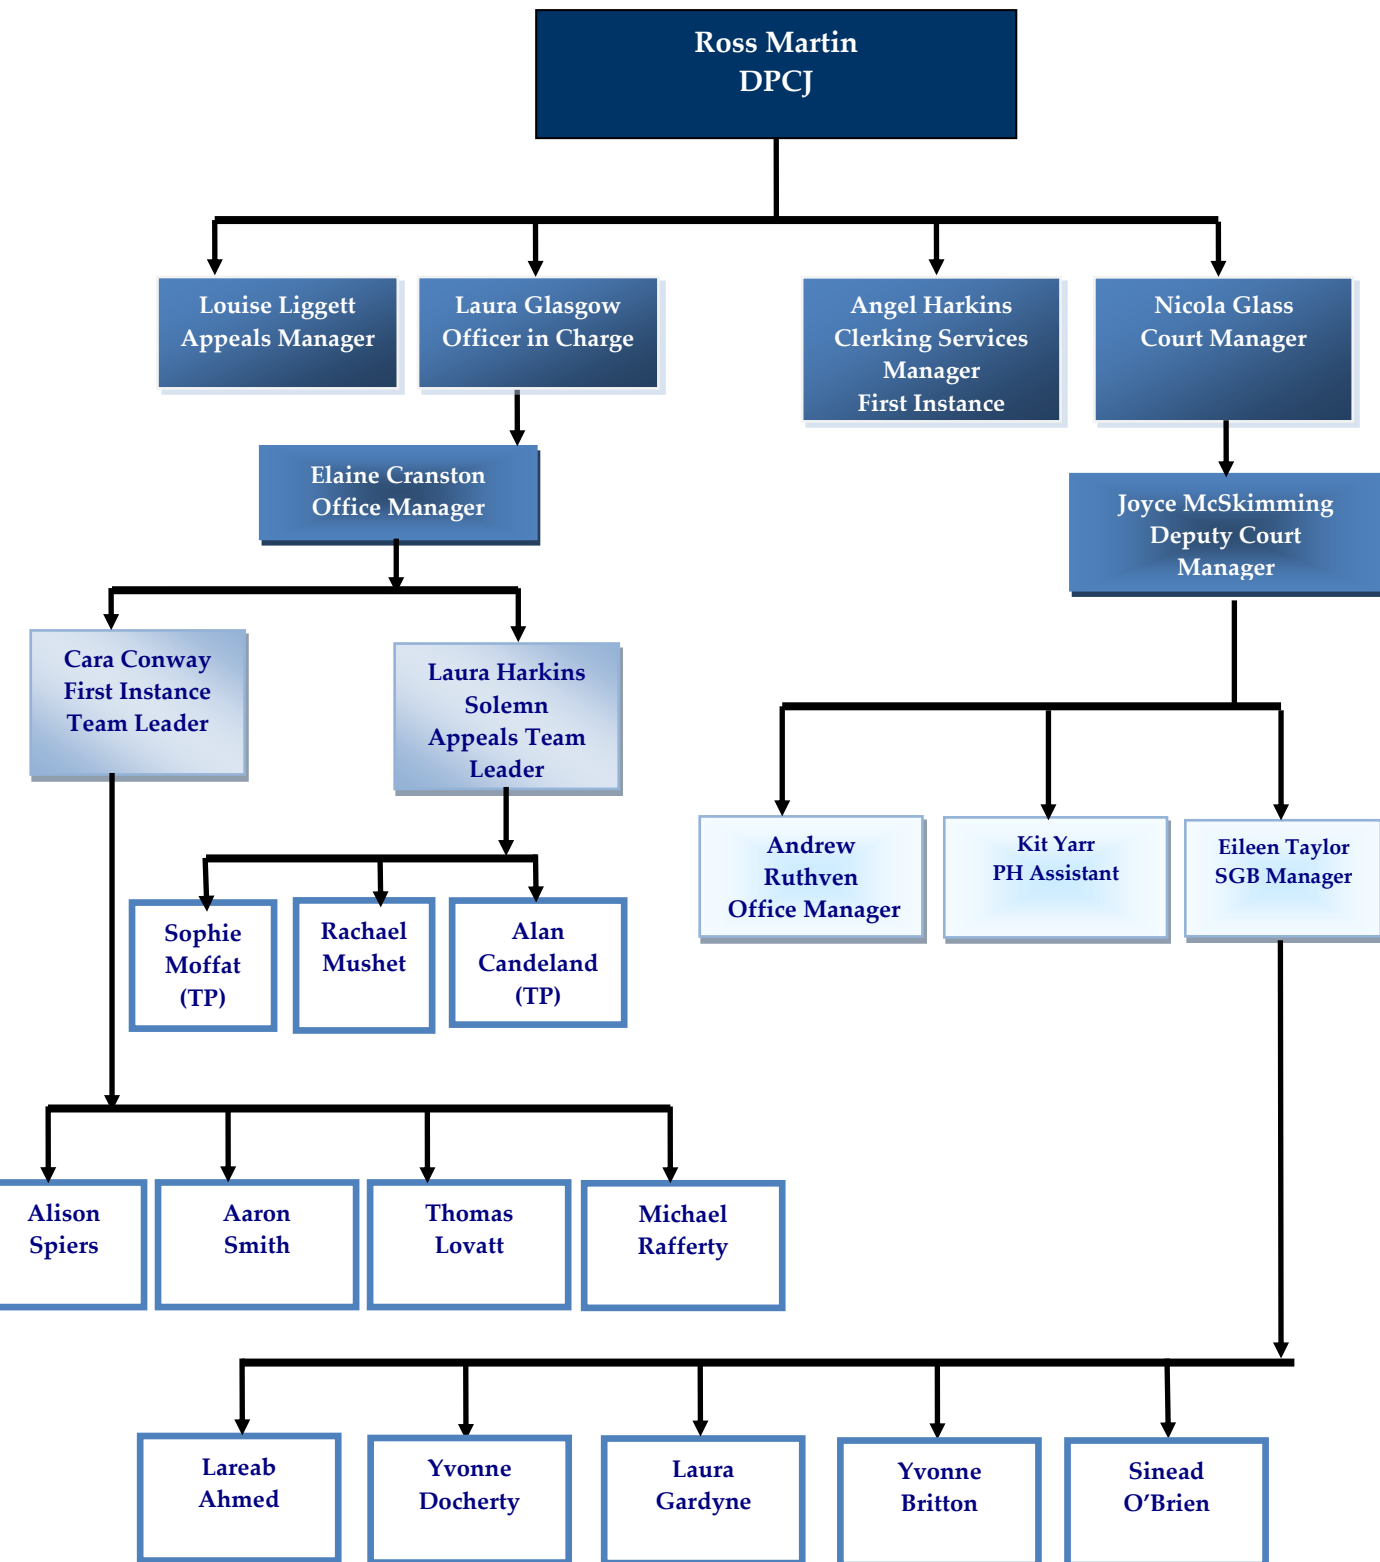 Ross Martin
DPCJ
Louise Liggett
Appeals Manager
Laura Glasgow
Officer in Charge
Angel Harkins
Clerking Services
Manager
First Instance
Nicola Glass
Court Manager
Elaine Cranston
Office Manager
Joyce McSkimming
Deputy Court
Manager
Cara Conway
First Instance
Team Leader
Laura Harkins
Solemn
Appeals Team
Leader
Andrew
Ruthven
Office Manager
Kit Yarr
PH Assistant
Eileen Taylor
SGB Manager
Sophie
Moffat
(TP)
Rachael
Mushet
Alan
Candeland
(TP)
Alison
Spiers
Aaron
Smith
Thomas
Lovatt
Michael
Rafferty
Lareab
Ahmed
Yvonne
Docherty
Laura
Gardyne
Yvonne
Britton
Sinead
O’Brien